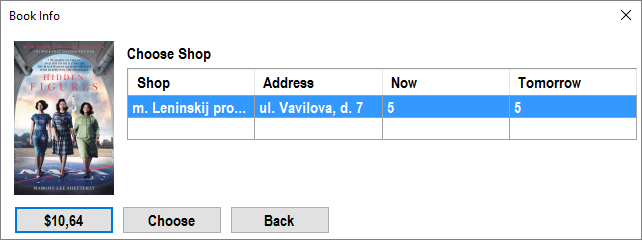 Book Info
HIDDEN
FIGURES
MARGOT LEE SHETTERLY
Choose Shop
Shop Address Now Tomorrow
m. Leninskij pro... ul. Vavilova, d. 7 5 5
$10,64 Choose Back